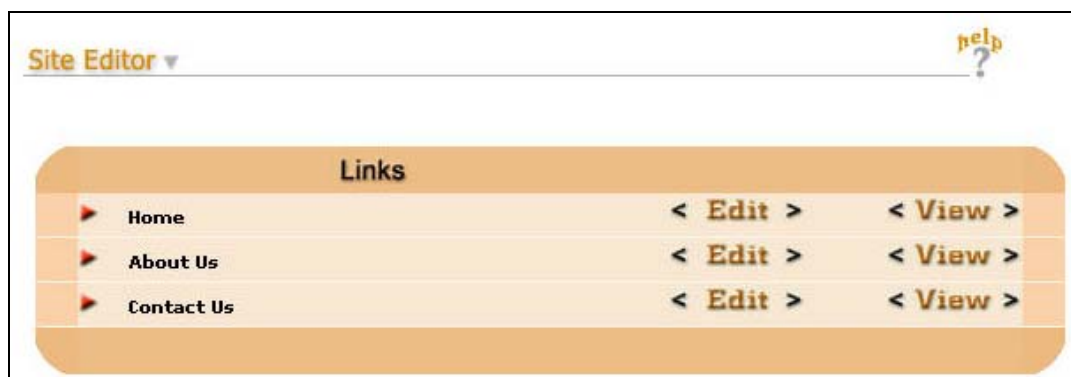 help
Site Editor ?
Links
Home < Edit > < View >
About Us < Edit > < View >
Contact Us < Edit > < View >